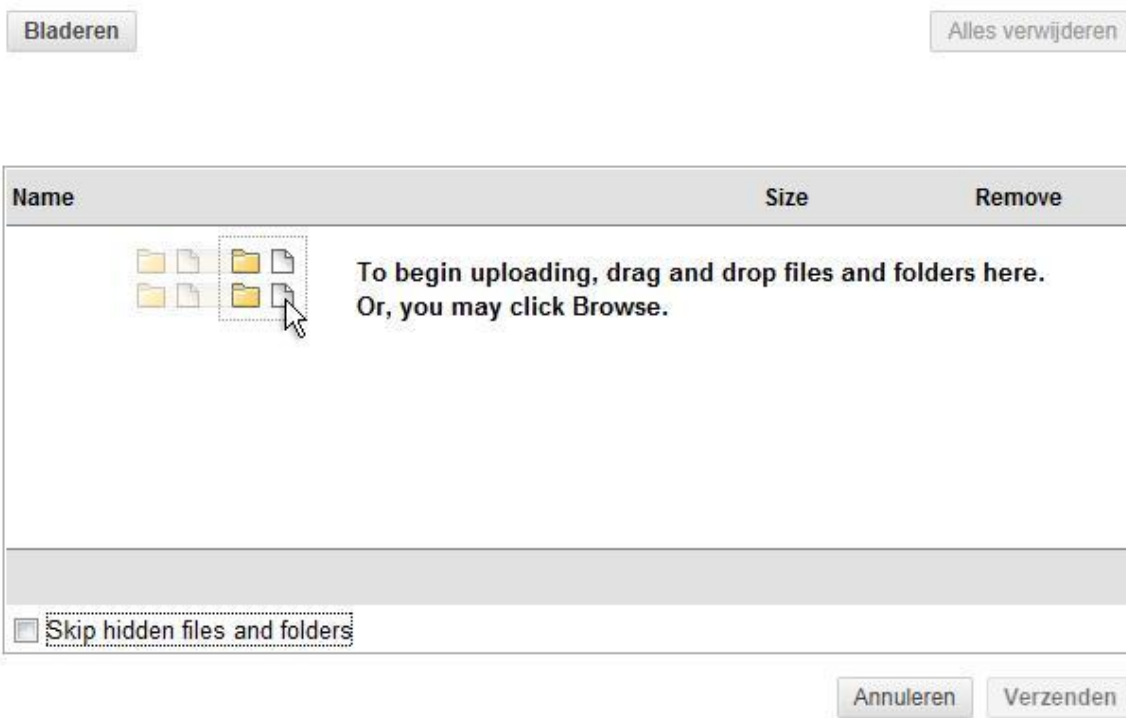 Bladeren
Alles verwijderen
Name Size Remove
To begin uploading, drag and drop files and folders here.
Or, you may click Browse.
Skip hidden files and folders
Annuleren Verzenden